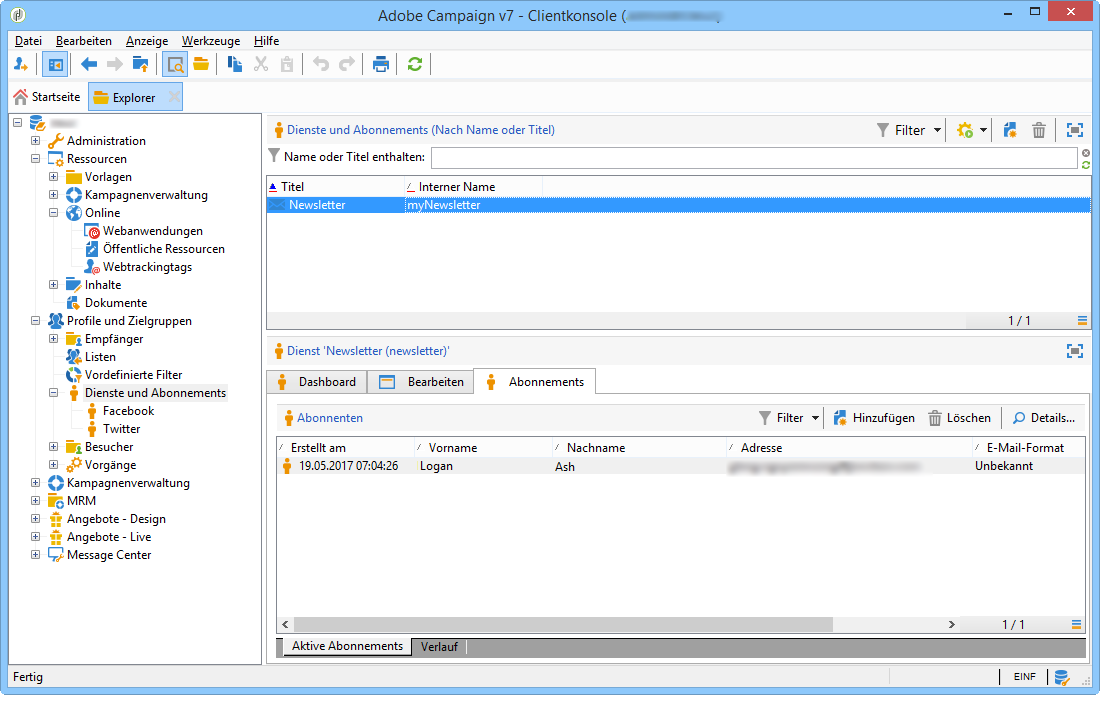 Adobe Campaign v7 - Clientkonsole (
Datei Bearbeiten Anzeige Werkzeuge Hilfe
Startseite Explorer
Administration
Ressourcen
Vorlagen
Kampagnenverwaltung
Online
Webanwendungen
Öffentliche Ressourcen
Webtrackingtags
Inhalte
Dokumente
Profile und Zielgruppen
Empfänger
Listen
Vordefinierte Filter
Dienste und Abonnements
Facebook
Twitter
Besucher
Vorgänge
Kampagnenverwaltung
MRM
Angebote - Design
Angebote - Live
Message Center
Dienste und Abonnements (Nach Name oder Titel) Filter
Name oder Titel enthalten:
Titel Interner Name
Newsletter myNewsletter
1 / 1
Dienst 'Newsletter (newsletter)'
Dashboard Bearbeiten Abonnements
Abonnenten Filter Hinzufügen Löschen Details...
Erstellt am Vorname Nachname Adresse E-Mail-Format
19.05.2017 07:04:26 Logan Ash Unbekannt
1 / 1
Aktive Abonnements Verlauf
Fertig EINF